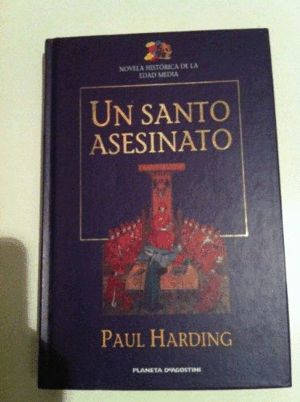 NOVELA HISTÓRICA DE LA
EDAD MEDIA
UN SANTO
ASESINATO
PAUL HARDING
PLANETA DEAGOSTINI